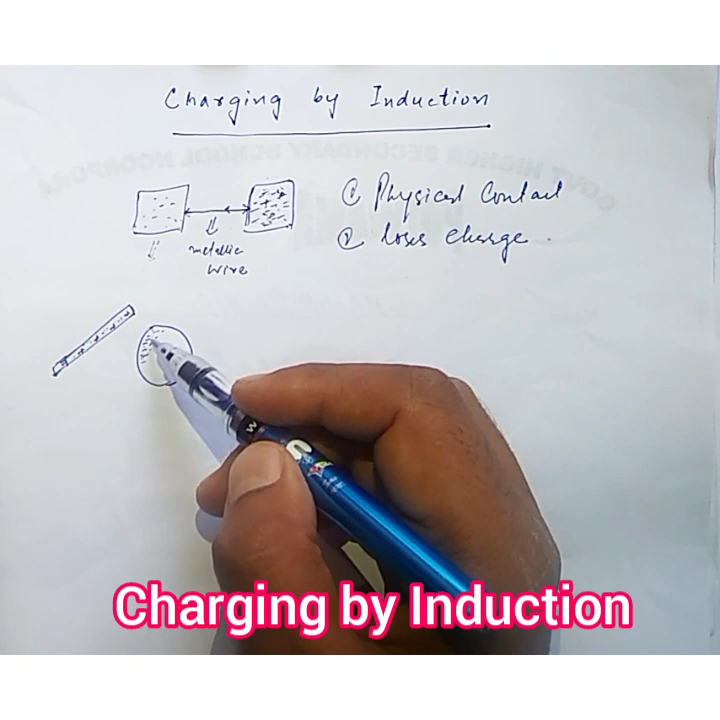 Charging by Induction
① Physical Contact
② loses charge
metallic
wire
W
Charging by Induction